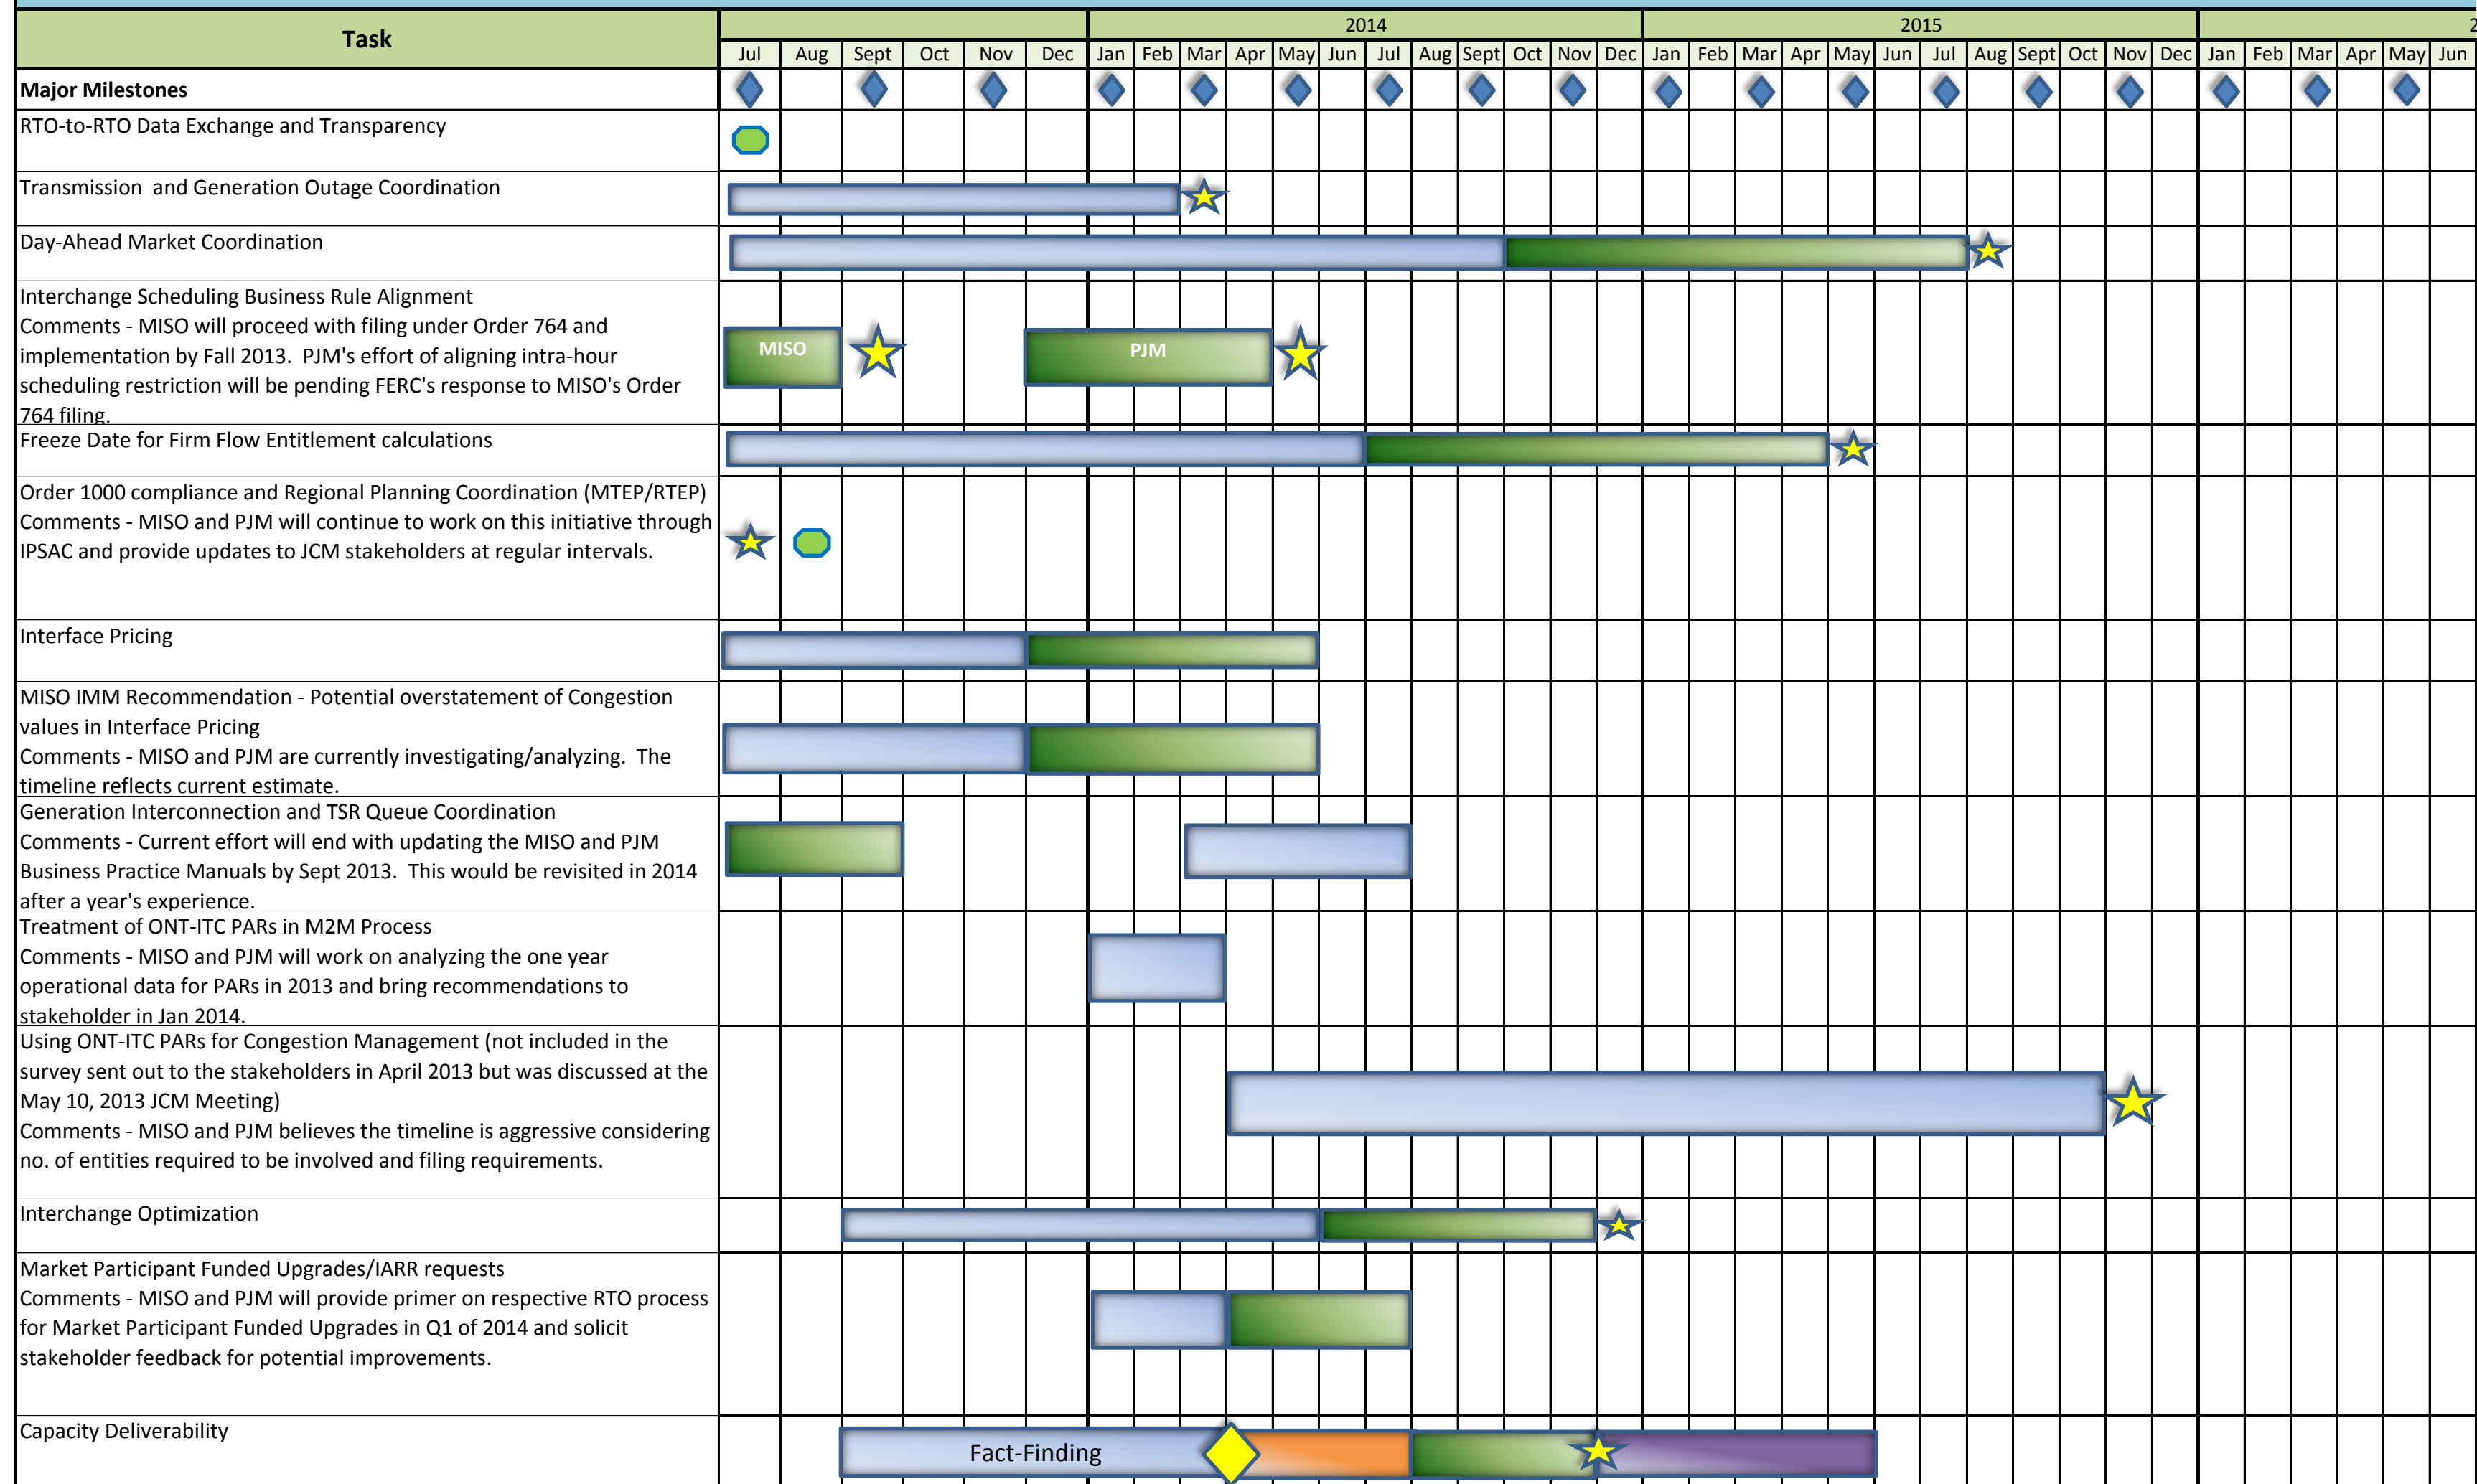 Task
2014
2015
2
Jul Aug Sept Oct Nov Dec Jan Feb Mar Apr May Jun Jul Aug Sept Oct Nov Dec Jan Feb Mar Apr May Jun Jul Aug Sept Oct Nov Dec Jan Feb Mar Apr May Jun
Major Milestones
RTO-to-RTO Data Exchange and Transparency
Transmission and Generation Outage Coordination
Day-Ahead Market Coordination
Interchange Scheduling Business Rule Alignment
Comments - MISO will proceed with filing under Order 764 and
implementation by Fall 2013. PJM's effort of aligning intra-hour
scheduling restriction will be pending FERC's response to MISO's Order
764 filing.
MISO
PJM
Freeze Date for Firm Flow Entitlement calculations
Order 1000 compliance and Regional Planning Coordination (MTEP/RTEP)
Comments - MISO and PJM will continue to work on this initiative through
IPSAC and provide updates to JCM stakeholders at regular intervals.
Interface Pricing
MISO IMM Recommendation - Potential overstatement of Congestion
values in Interface Pricing
Comments - MISO and PJM are currently investigating/analyzing. The
timeline reflects current estimate.
Generation Interconnection and TSR Queue Coordination
Comments - Current effort will end with updating the MISO and PJM
Business Practice Manuals by Sept 2013. This would be revisited in 2014
after a year's experience.
Treatment of ONT-ITC PARs in M2M Process
Comments - MISO and PJM will work on analyzing the one year
operational data for PARs in 2013 and bring recommendations to
stakeholder in Jan 2014.
Using ONT-ITC PARs for Congestion Management (not included in the
survey sent out to the stakeholders in April 2013 but was discussed at the
May 10, 2013 JCM Meeting)
Comments - MISO and PJM believes the timeline is aggressive considering
no. of entities required to be involved and filing requirements.
Interchange Optimization
Market Participant Funded Upgrades/IARR requests
Comments - MISO and PJM will provide primer on respective RTO process
for Market Participant Funded Upgrades in Q1 of 2014 and solicit
stakeholder feedback for potential improvements.
Capacity Deliverability
Fact-Finding